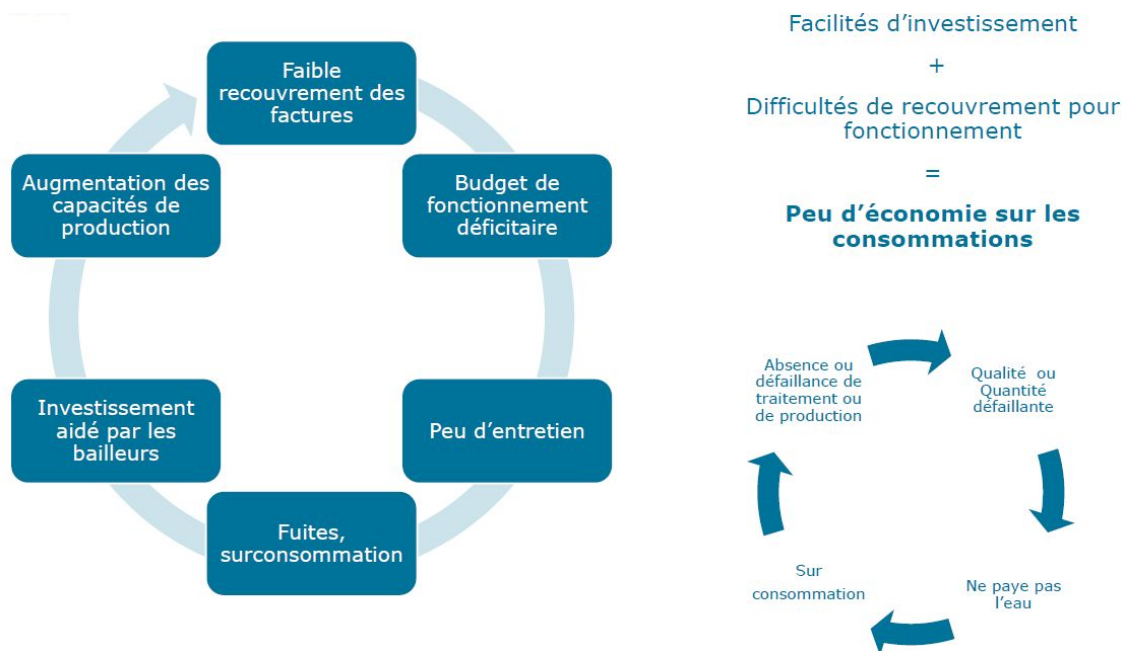 Faible
recouvrement des
factures
Budget de
fonctionnement
déficitaire
Peu d’entretien
Fuites,
surconsommation
Investissement
aidé par les
bailleurs
Augmentation des
capacités de
production
Facilités d’investissement
+
Difficultés de recouvrement pour
fonctionnement
=
Peu d’économie sur les
consommations
Absence ou
défaillance de
traitement ou
de production
Qualité ou
Quantité
défaillante
Ne paye pas
l’eau
Sur
consommation